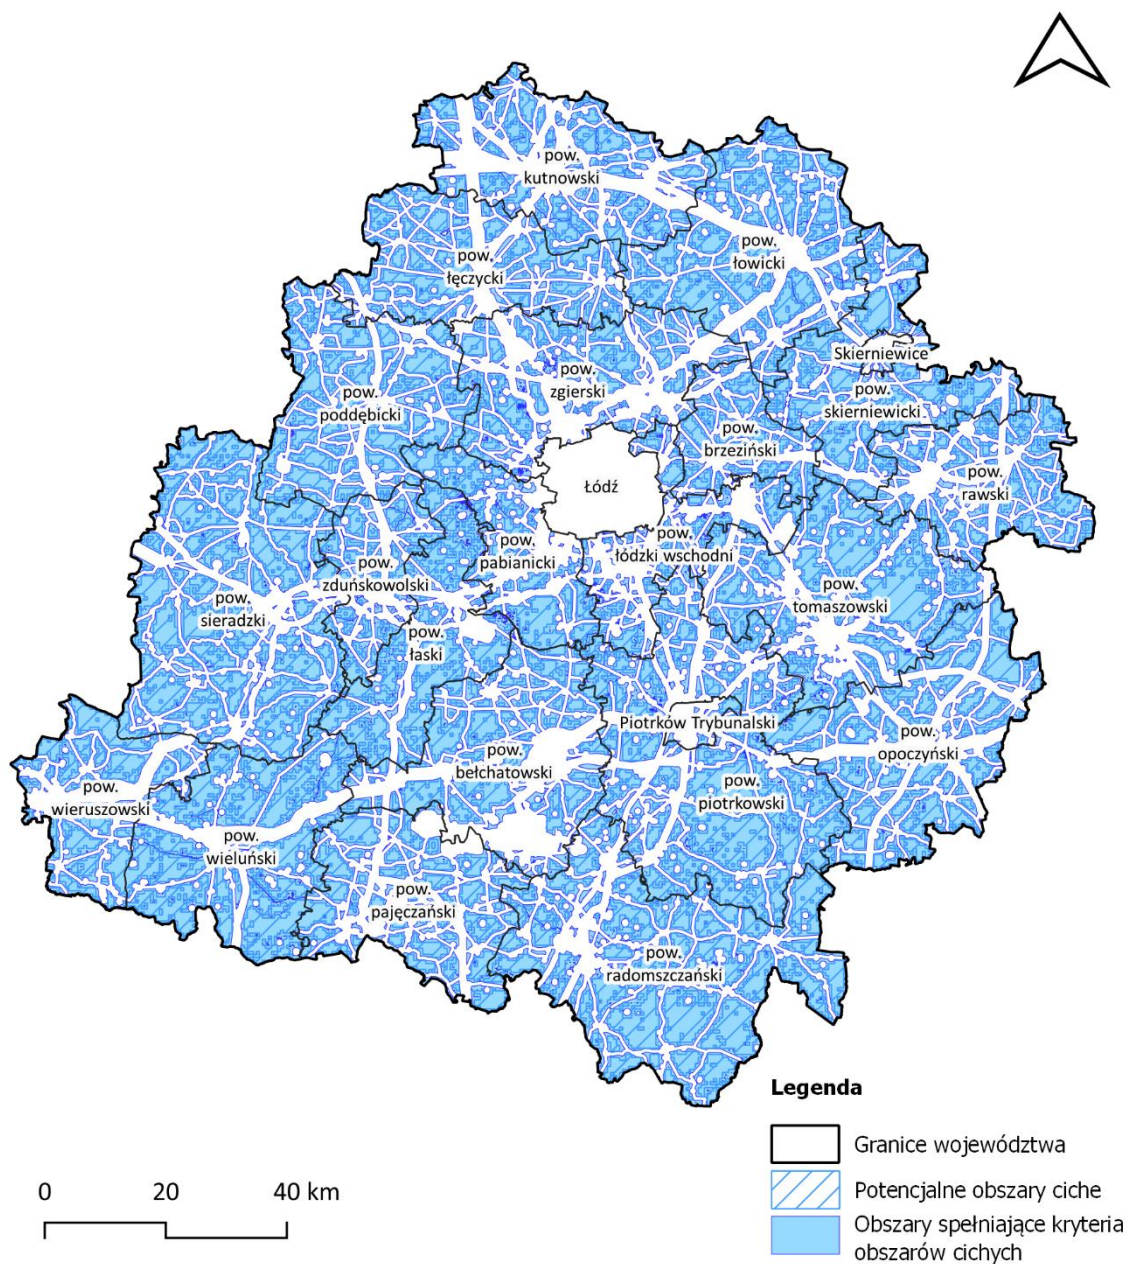 pow.
kutnowski
pow.
łowicki
pow.
łęczycki
Skierniewice
pow.
zgierski
pow.
poddębicki
pow.
skierniewicki
pow.
brzeziński
pow.
rawski
Łódź
pow.
pabianicki
pow.
łódzki wschodni
pow.
zduńskowolski
pow.
sieradzki
pow.
tomaszowski
pow.
łaski
Piotrków Trybunalski
pow.
opoczyński
pow.
bełchatowski
pow.
piotrkowski
pow.
wieruszowski
pow.
wieluński
pow.
pajęczański
pow.
radomszczański
Legenda
Granice województwa
Potencjalne obszary ciche
Obszary spełniające kryteria
obszarów cichych
0 20 40 km